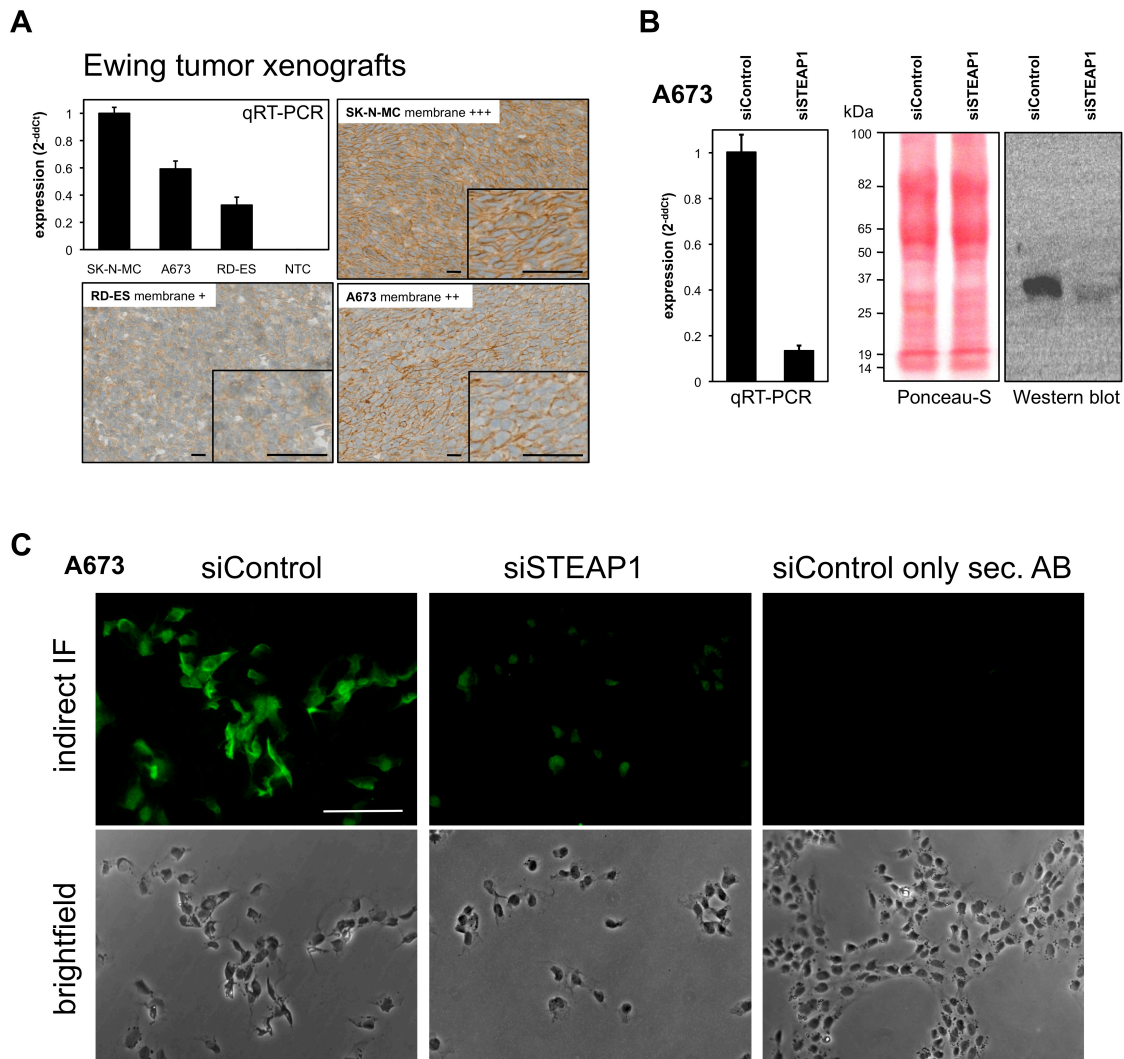 A
Ewing tumor xenografts
qRT-PCR
expression (2-ddCt)
1
0.8
0.6
0.4
0.2
0
SK-N-MC A673 RD-ES NTC
SK-N-MC membrane +++
RD-ES membrane +
A673 membrane ++
B
A673
siControl
siSTEAP1
expression (2-ddCt)
1
0.8
0.6
0.4
0.2
0
qRT-PCR
kDa
siControl
siSTEAP1
100
82
65
50
37
25
19
14
Ponceau-S
siControl
siSTEAP1
Western blot
C
A673
siControl
siSTEAP1
siControl only sec. AB
indirect IF
brightfield